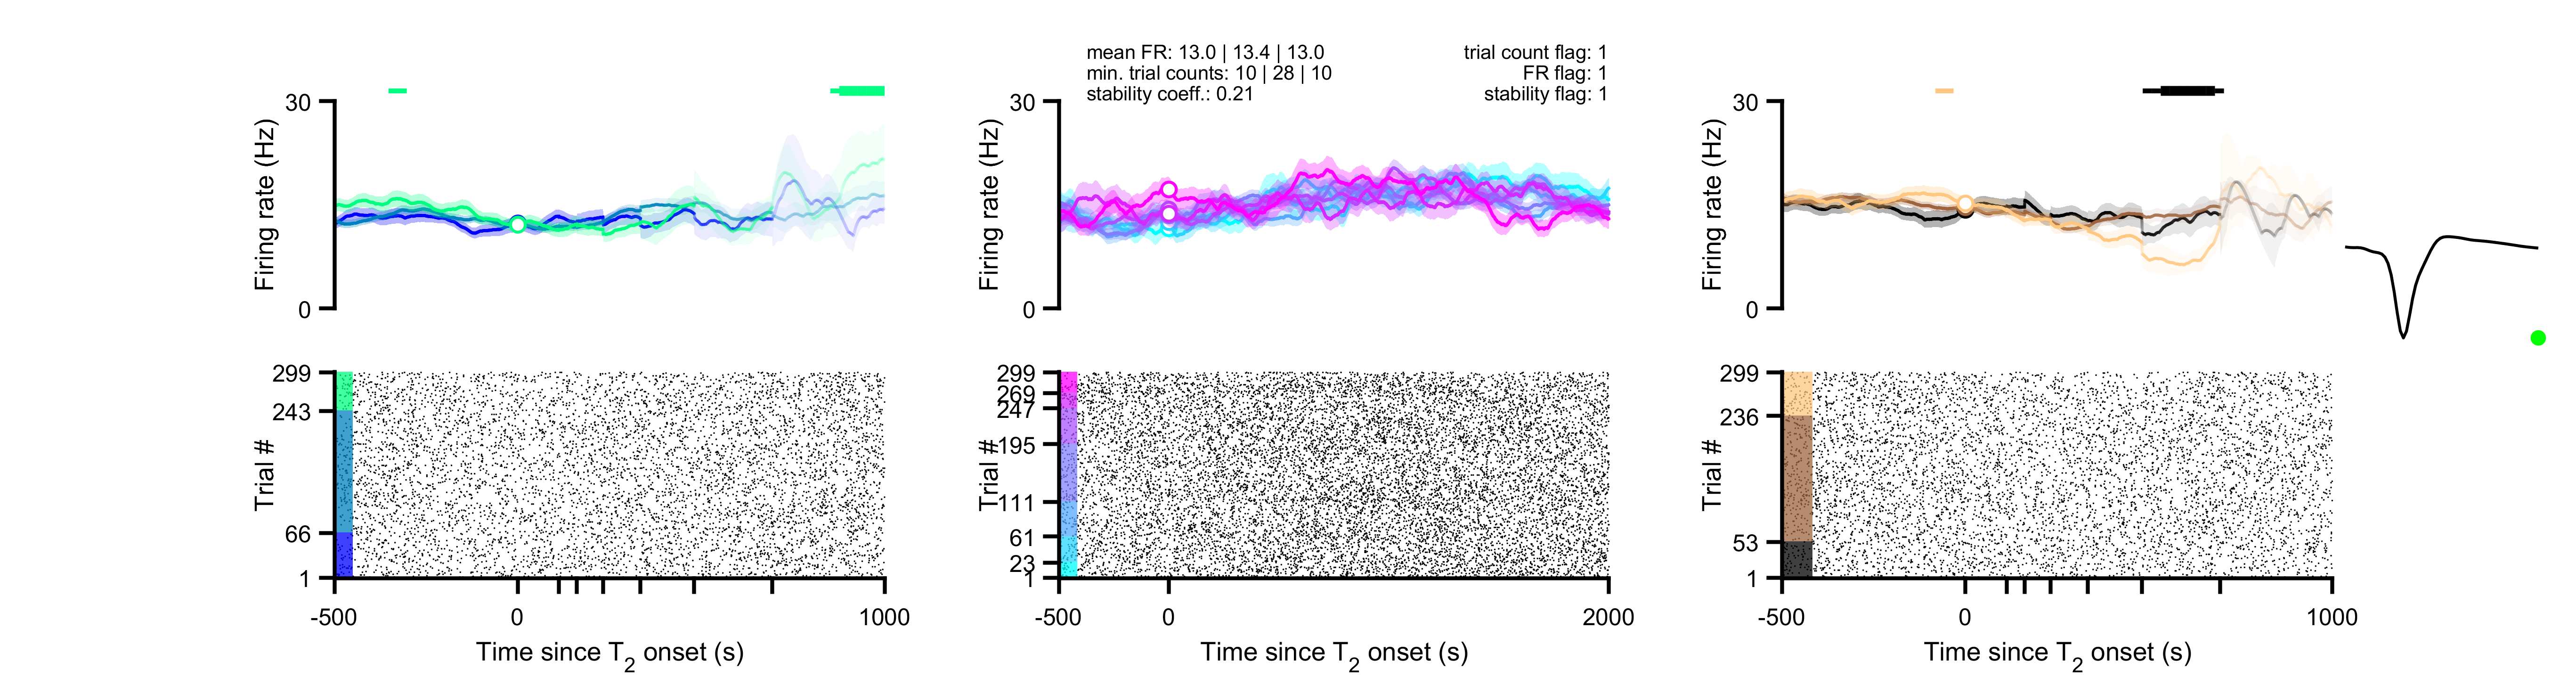 mean FR: 13.0 | 13.4 | 13.0
min. trial counts: 10 | 28 | 10
stability coeff.: 0.21
trial count flag: 1
FR flag: 1
stability flag: 1
30
Firing rate (Hz)
0
30
Firing rate (Hz)
0
30
Firing rate (Hz)
0
299
243
Trial #
66
1
-500
0
1000
Time since T2 onset (s)
299
269
247
195
Trial #
111
61
23
1
-500
0
2000
Time since T2 onset (s)
299
236
Trial #
53
1
-500
0
1000
Time since T2 onset (s)